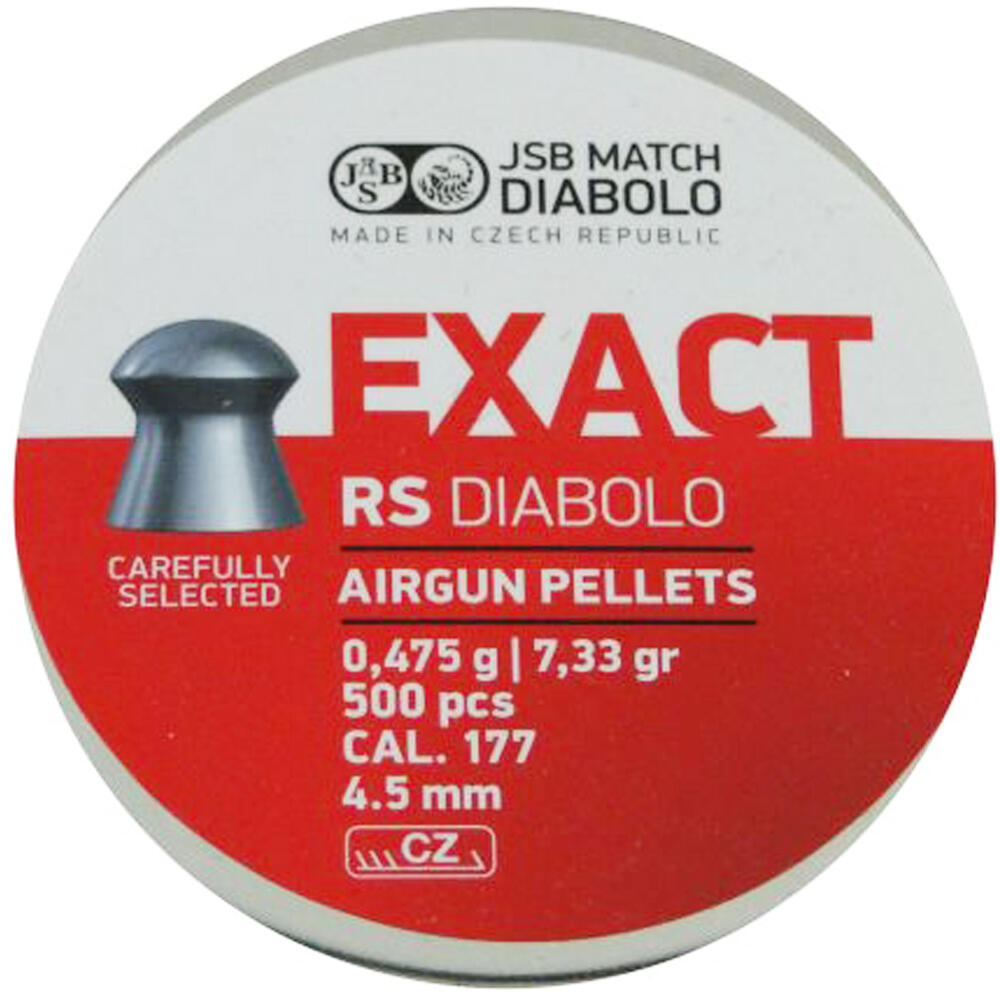 JSB
JSB MATCH
DIABOLO
MADE IN CZECH REPUBLIC
EXACT
RS DIABOLO
CAREFULLY
SELECTED
AIRGUN PELLETS
0,475 g | 7,33 gr
500 pcs
CAL. 177
4.5 mm
CZ